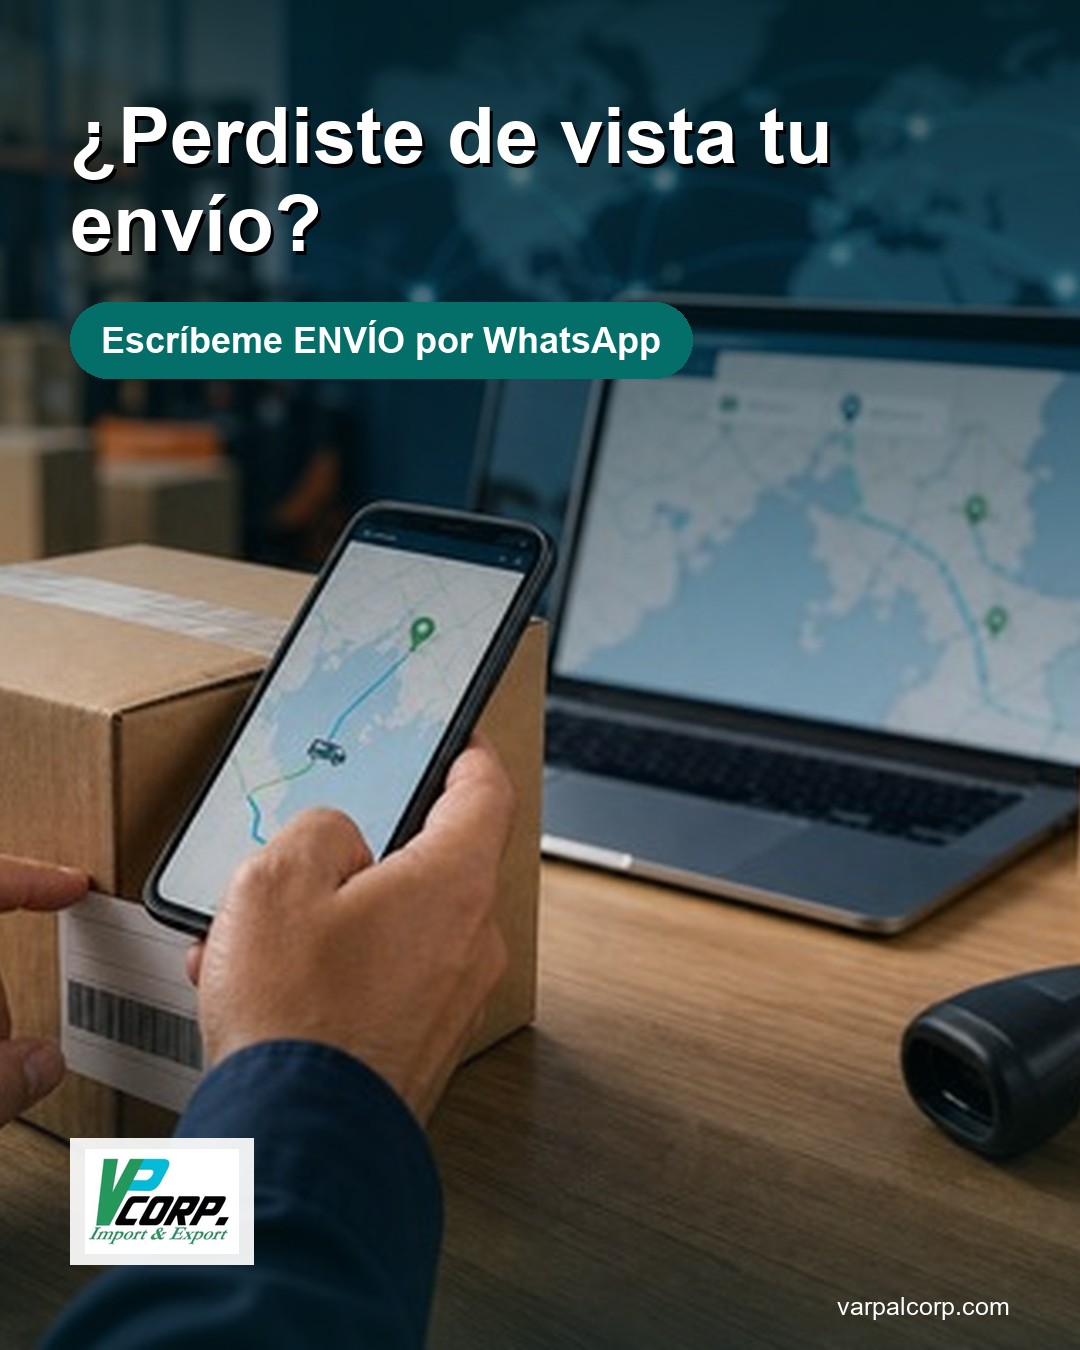 ¿Perdiste de vista tu
envío?
Escríbeme ENVÍO por WhatsApp
VP
CORP.
Import & Export
varpalcorp.com